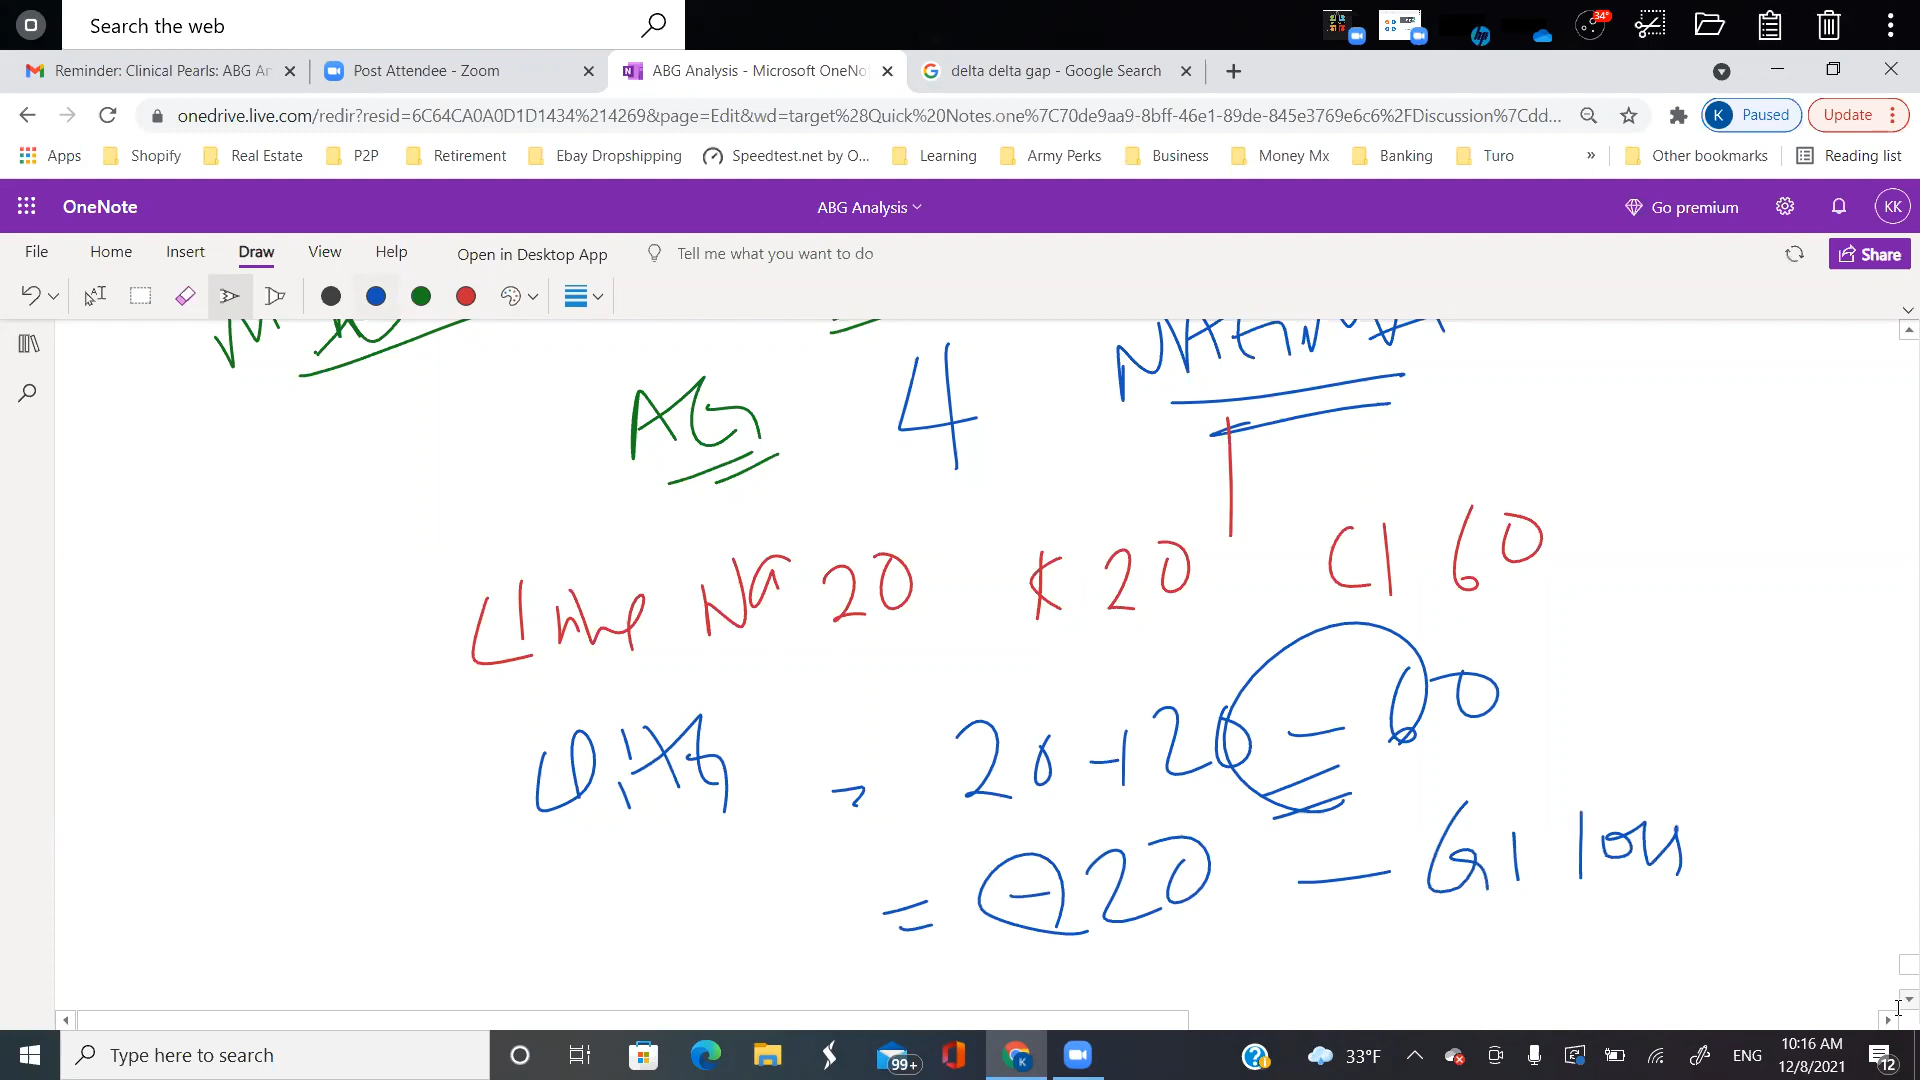 Search the web
34°
Reminder: Clinical Pearls: ABG An
Post Attendee - Zoom
ABG Analysis - Microsoft OneNo
delta delta gap - Google Search
onedrive.live.com/redir?resid=6C64CA0A0D1D1434%214269&page=Edit&wd=target%28Quick%20Notes.one%7C70de9aa9-8bff-46e1-89de-845e3769e6c6%2FDiscussion%7Cdd...
K Paused
Update
Apps Shopify Real Estate P2P Retirement Ebay Dropshipping Speedtest.net by O... Learning Army Perks Business Money Mx Banking Turo » Other bookmarks Reading list
OneNote
ABG Analysis
Go premium
KK
File Home Insert Draw View Help Open in Desktop App Tell me what you want to do
Share
AG 4
Na 20 K 20 Cl 60
20 + 20 - 60
= -20 - GI loss
Type here to search
99+
K
33°F
ENG
10:16 AM
12/8/2021
12